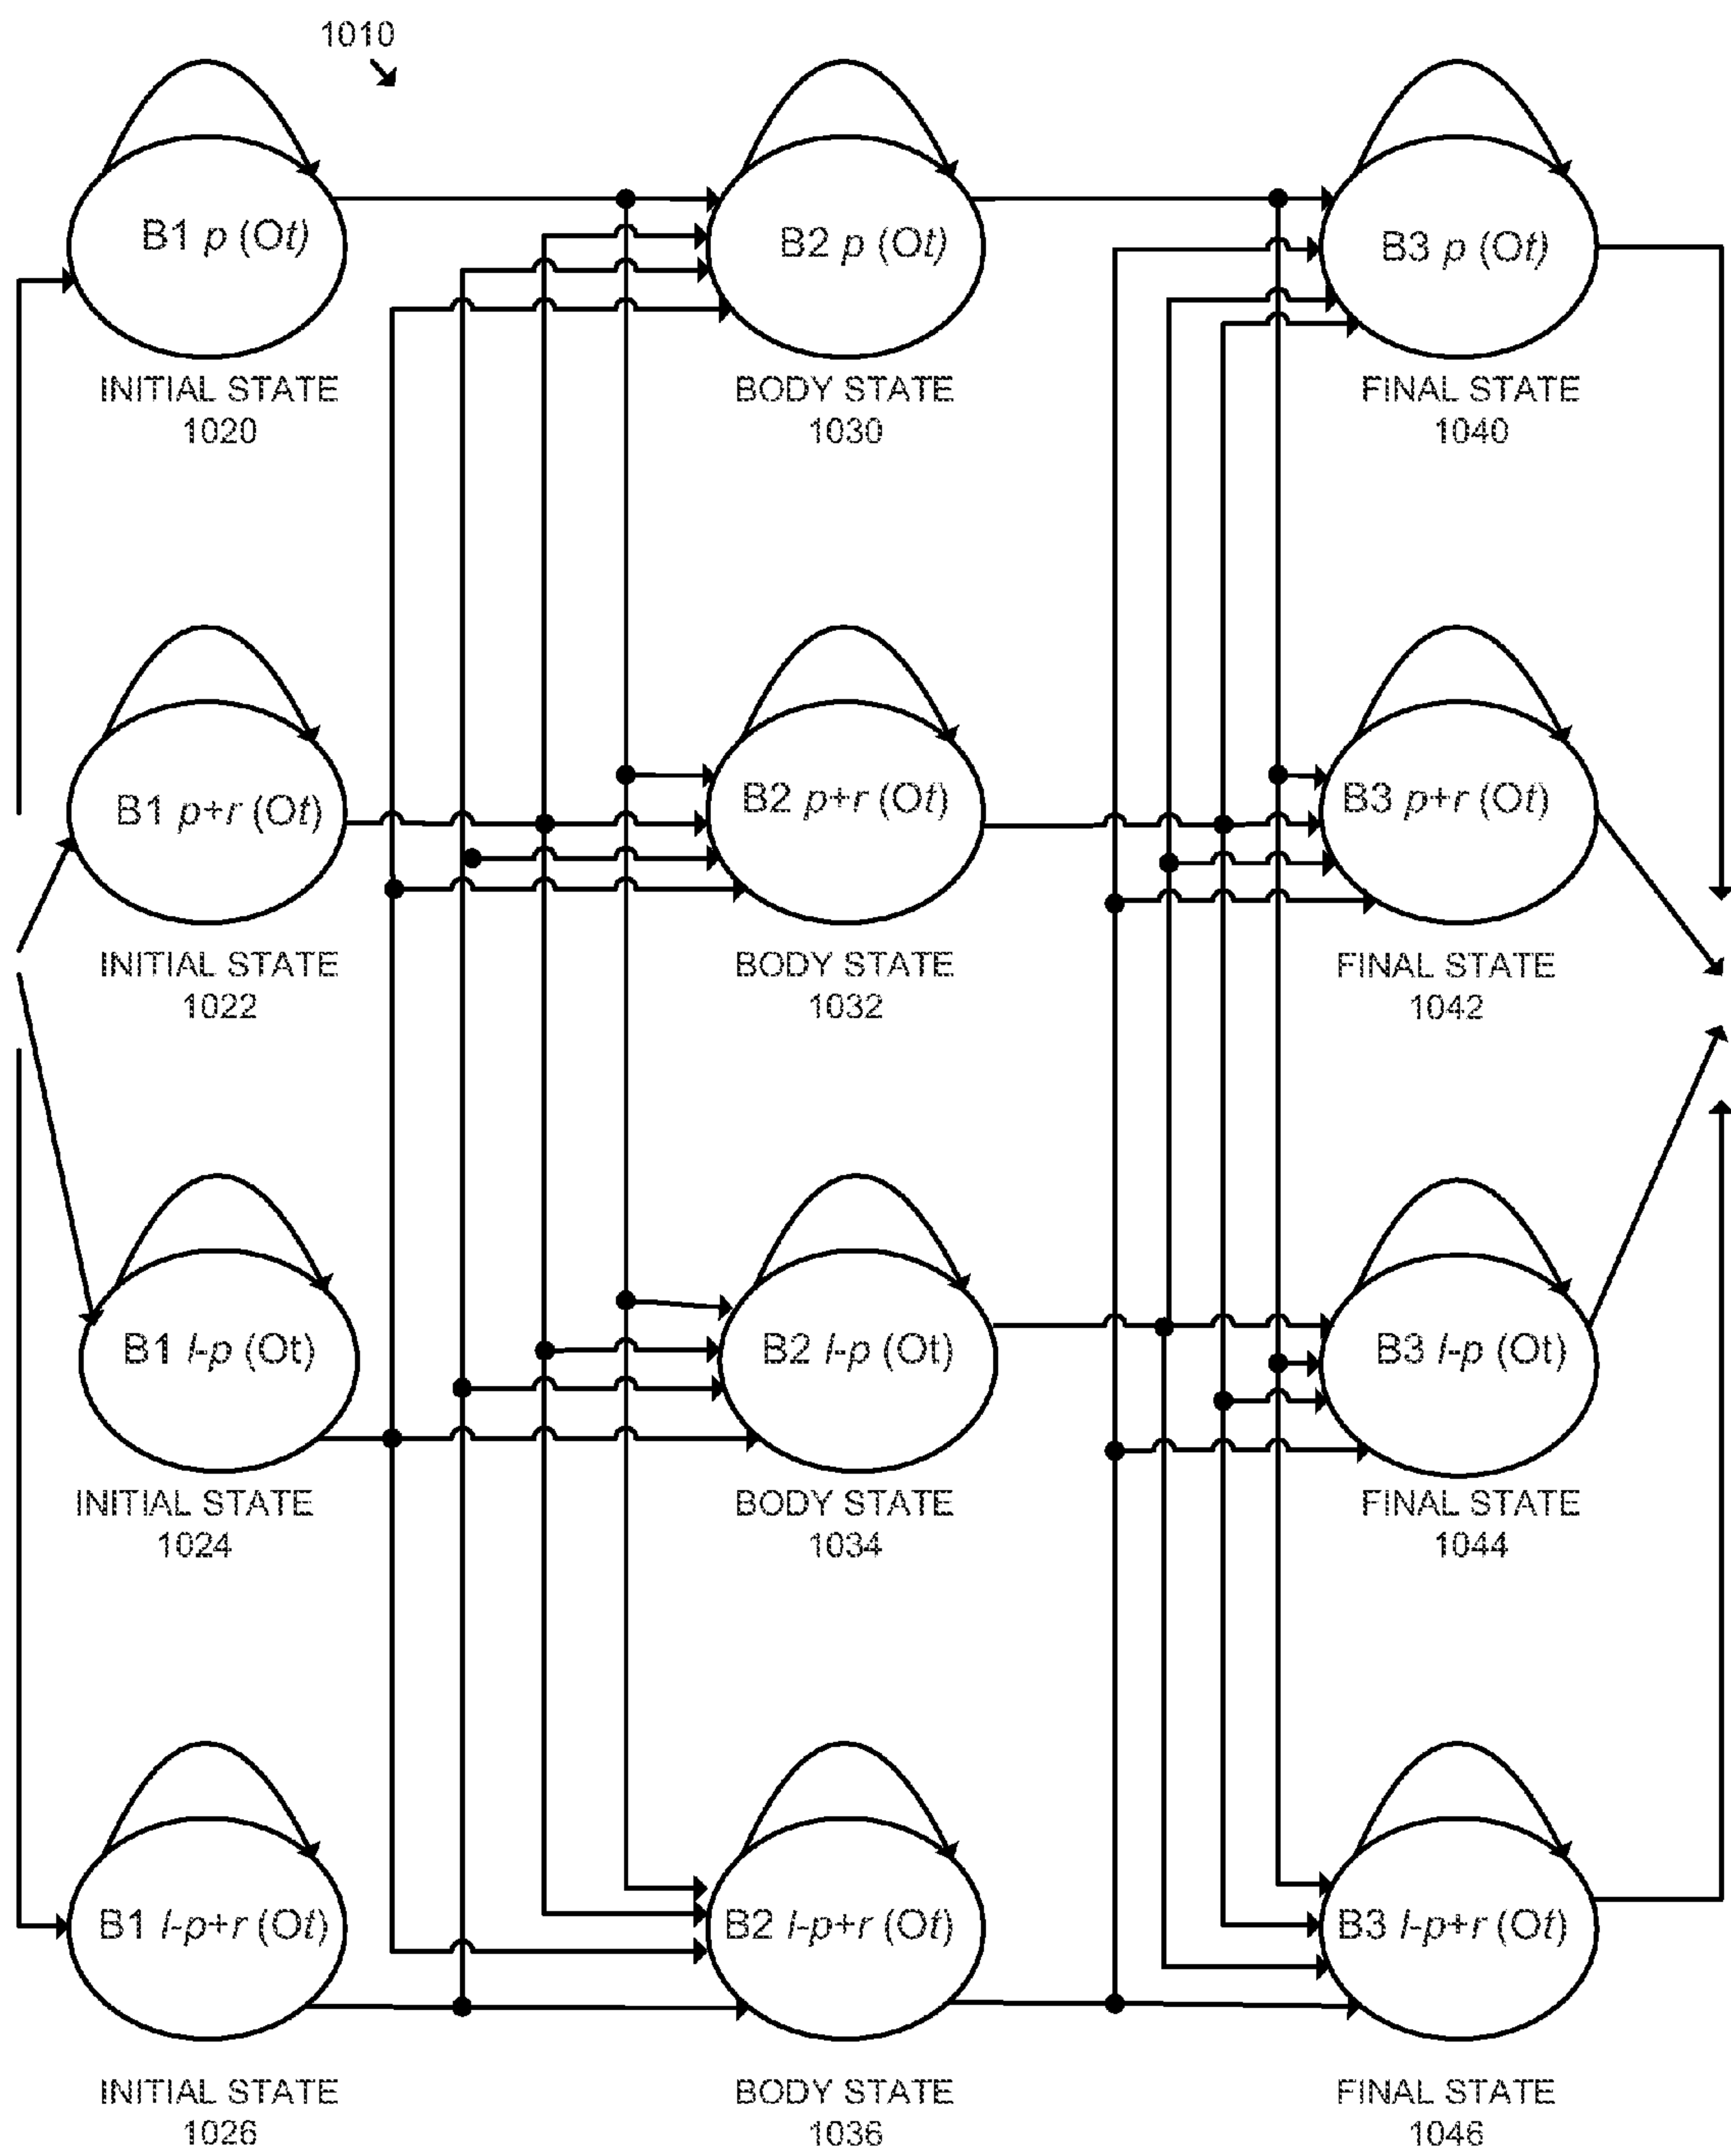 1010
B1 p (Ot)
B2 p (Ot)
B3 p (Ot)
INITIAL STATE
1020
BODY STATE
1030
FINAL STATE
1040
B1 p+r (Ot)
B2 p+r (Ot)
B3 p+r (Ot)
INITIAL STATE
1022
BODY STATE
1032
FINAL STATE
1042
B1 l-p (Ot)
B2 l-p (Ot)
B3 l-p (Ot)
INITIAL STATE
1024
BODY STATE
1034
FINAL STATE
1044
B1 l-p+r (Ot)
B2 l-p+r (Ot)
B3 l-p+r (Ot)
INITIAL STATE
1026
BODY STATE
1036
FINAL STATE
1046